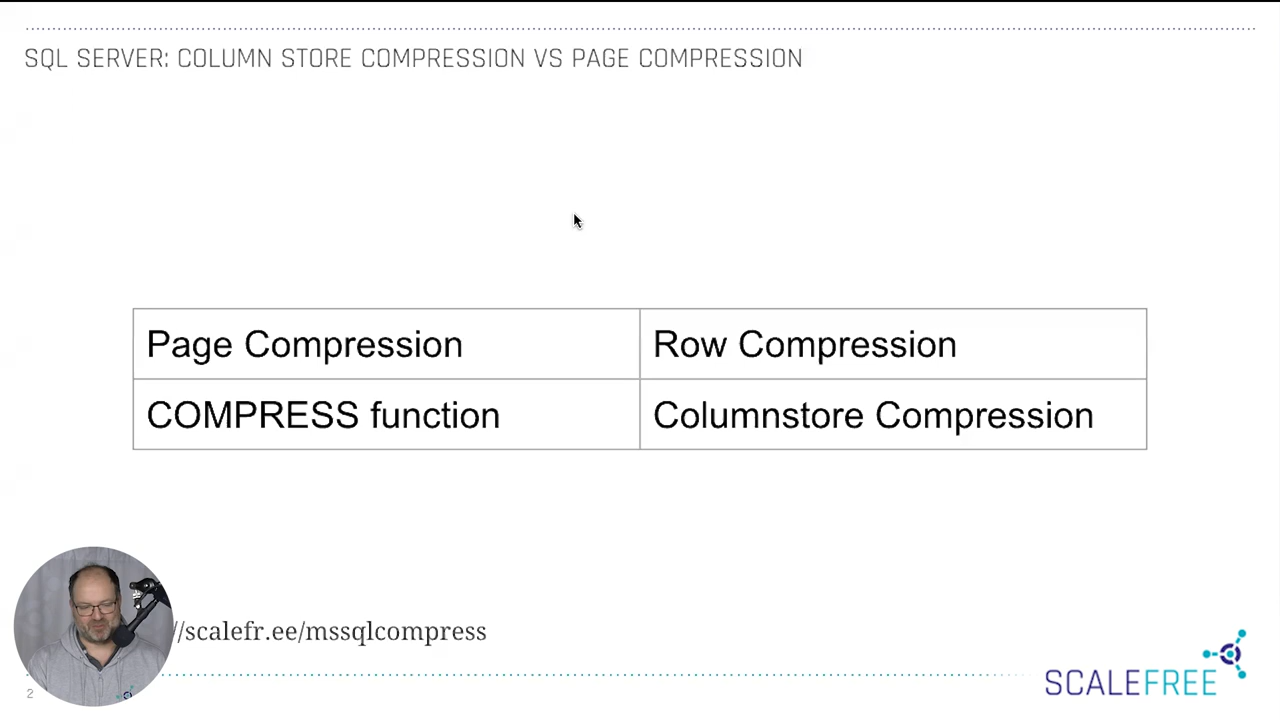 SQL SERVER: COLUMN STORE COMPRESSION VS PAGE COMPRESSION
Page Compression
Row Compression
COMPRESS function
Columnstore Compression
//scalefr.ee/mssqlcompress
2
SCALEFREE